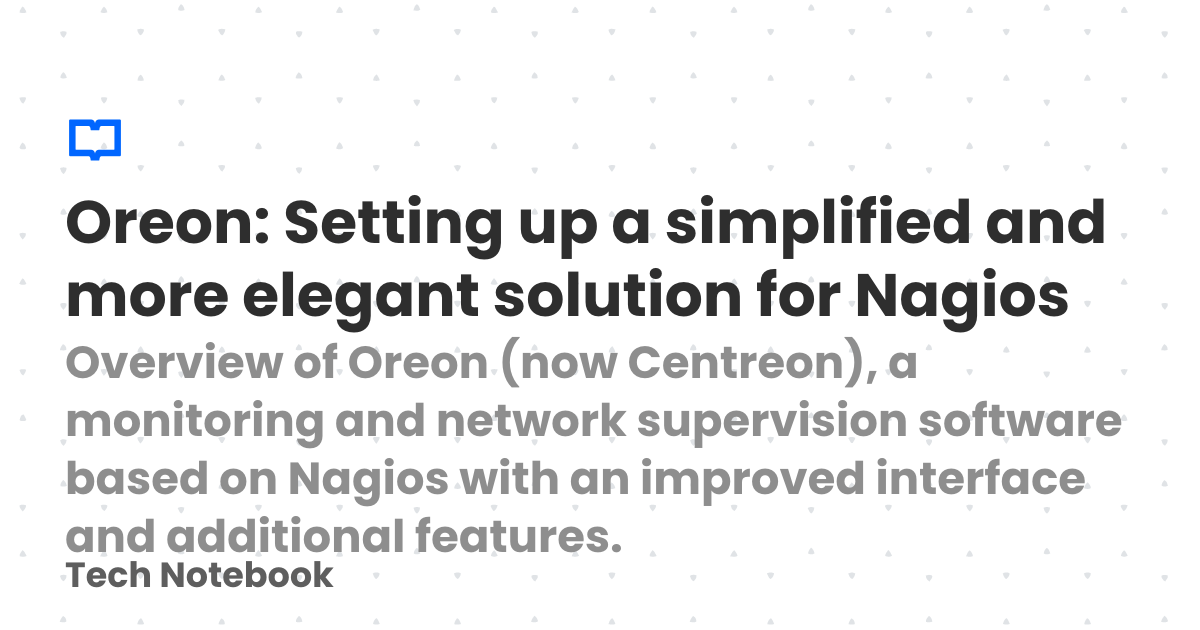 Oreon: Setting up a simplified and
more elegant solution for Nagios
Overview of Oreon (now Centreon), a
monitoring and network supervision software
based on Nagios with an improved interface
and additional features.
Tech Notebook